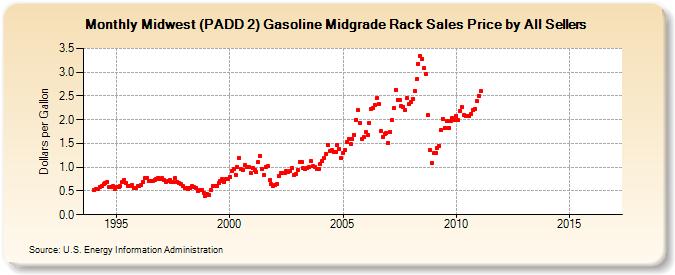 Monthly Midwest (PADD 2) Gasoline Midgrade Rack Sales Price by All Sellers
Dollars per Gallon
3.5
3.0
2.5
2.0
1.5
1.0
0.5
0.0
1995 2000 2005 2010 2015
Source: U.S. Energy Information Administration